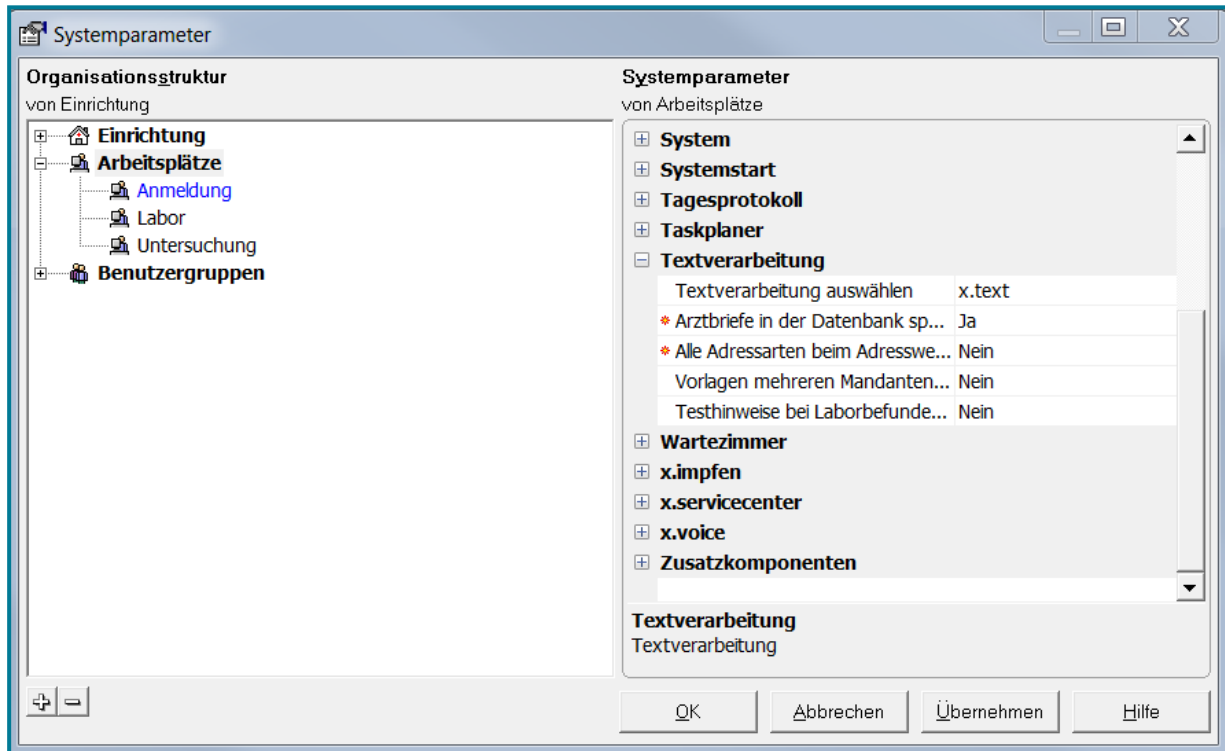 Systemparameter
Organisationsstruktur
von Einrichtung
Einrichtung
Arbeitsplätze
Anmeldung
Labor
Untersuchung
Benutzergruppen
Systemparameter
von Arbeitsplätze
System
Systemstart
Tagesprotokoll
Taskplaner
Textverarbeitung
Textverarbeitung auswählen x.text
Arztbriefe in der Datenbank sp... Ja
Alle Adressarten beim Adresswe... Nein
Vorlagen mehreren Mandanten... Nein
Testhinweise bei Laborbefunde... Nein
Wartezimmer
x.impfen
x.servicecenter
x.voice
Zusatzkomponenten
Textverarbeitung
Textverarbeitung
OK Abbrechen Übernehmen Hilfe